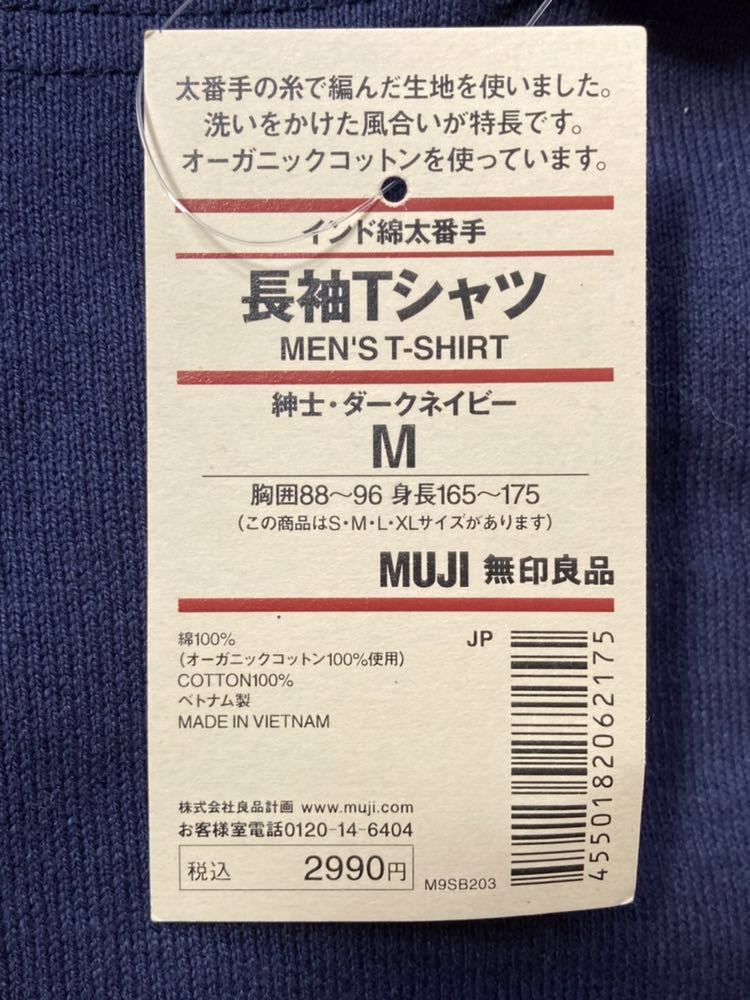 太番手の糸で編んだ生地を使いました。
洗いをかけた風合いが特長です。
オーガニックコットンを使っています。
インド綿太番手
長袖Tシャツ
MEN'S T-SHIRT
紳士・ダークネイビー
M
胸囲88〜96 身長165〜175
(この商品はS・M・L・XLサイズがあります)
MUJI 無印良品
綿100%
(オーガニックコットン100%使用)
COTTON100%
ベトナム製
MADE IN VIETNAM
JP
4550182062175
株式会社良品計画 www.muji.com
お客様室電話0120-14-6404
税込 2990円
M9SB203